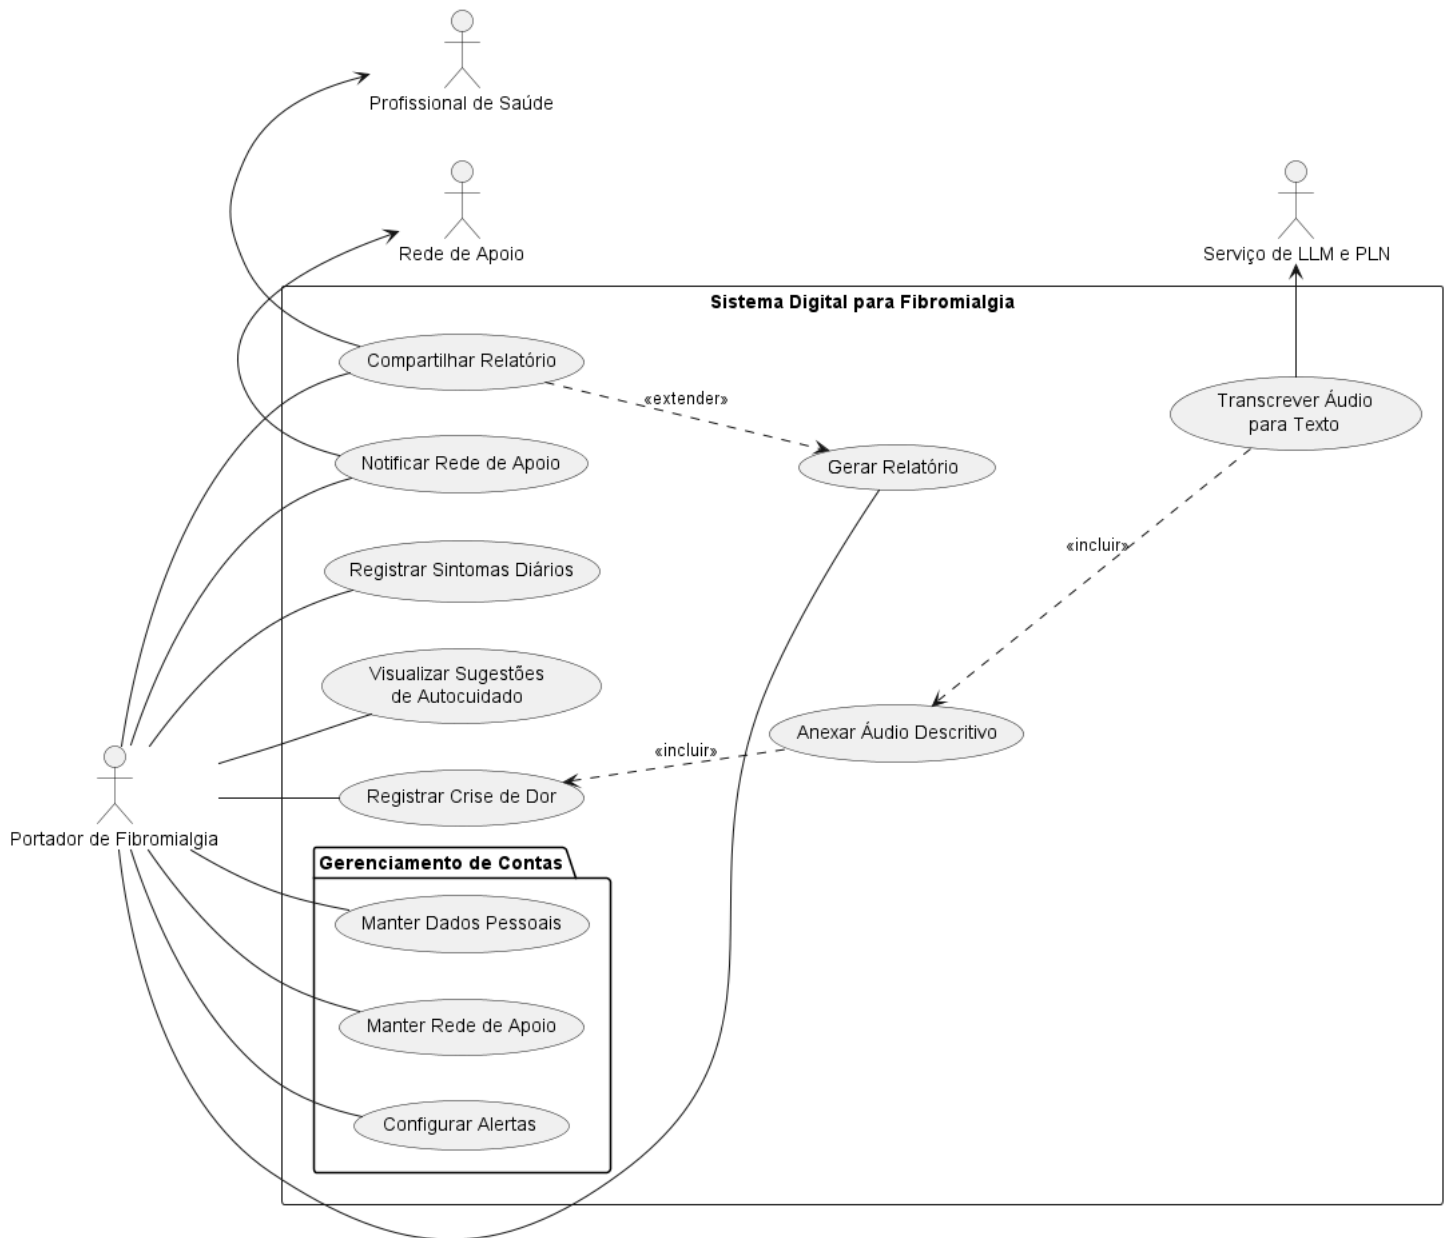 Profissional de Saúde
Rede de Apoio
Serviço de LLM e PLN
Sistema Digital para Fibromialgia
Compartilhar Relatório
«extender»
Transcrever Áudio
para Texto
Notificar Rede de Apoio
Gerar Relatório
«incluir»
Registrar Sintomas Diários
Visualizar Sugestões
de Autocuidado
Anexar Áudio Descritivo
«incluir»
Registrar Crise de Dor
Portador de Fibromialgia
Gerenciamento de Contas
Manter Dados Pessoais
Manter Rede de Apoio
Configurar Alertas